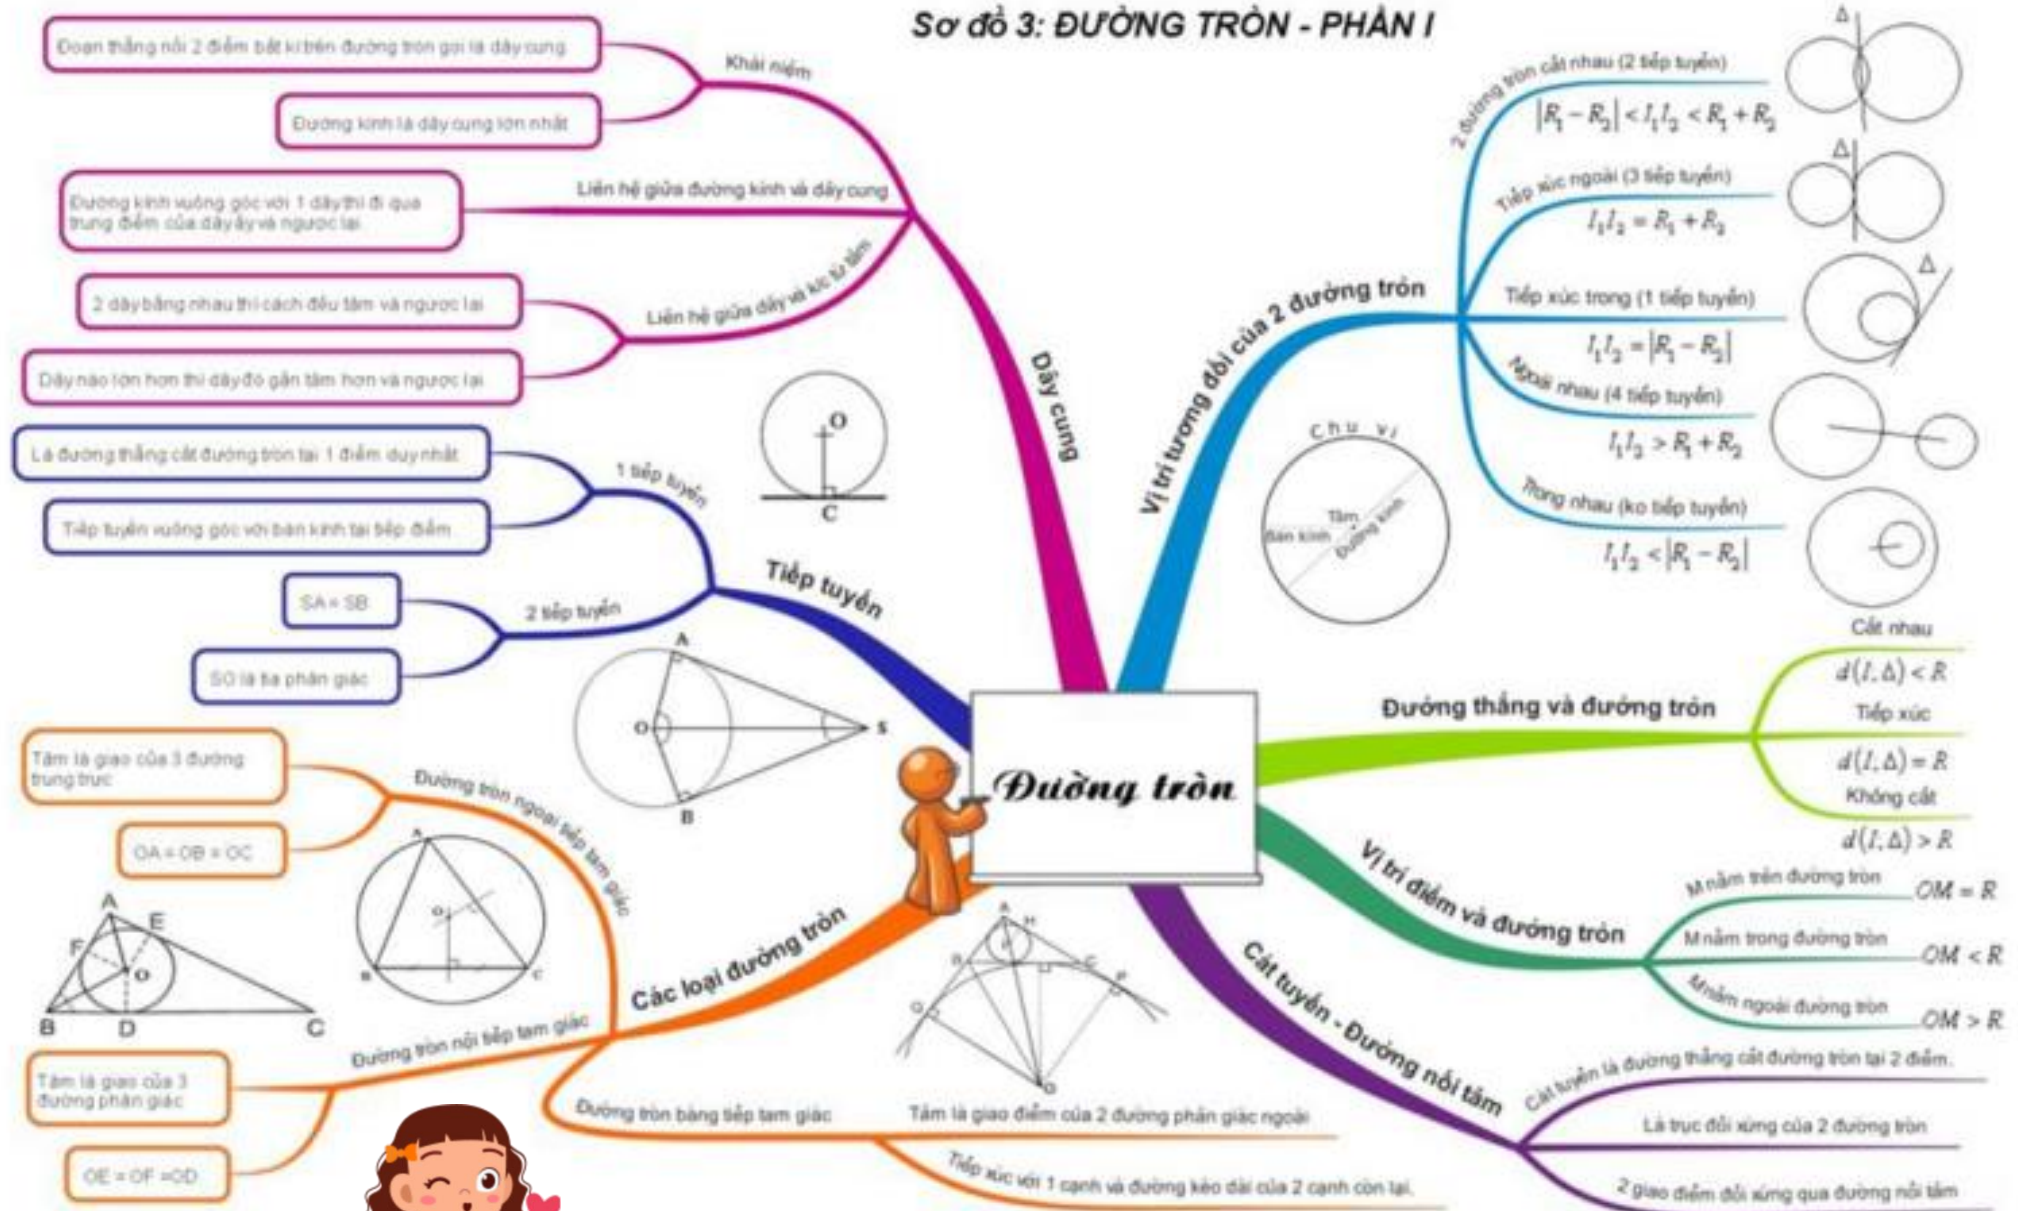 Sơ đồ 3: ĐƯỜNG TRÒN - PHẦN I
Đường tròn
Dây cung
Khái niệm
Đoạn thẳng nối 2 điểm bất kì trên đường tròn gọi là dây cung
Đường kính là dây cung lớn nhất
Liên hệ giữa đường kính và dây cung
Đường kính vuông góc với 1 dây thì đi qua
trung điểm của dây ấy và ngược lại
Liên hệ giữa dây và k/c từ tâm
2 dây bằng nhau thì cách đều tâm và ngược lại
Dây nào lớn hơn thì dây đó gần tâm hơn và ngược lại
O
C
Tiếp tuyến
1 tiếp tuyến
Là đường thẳng cắt đường tròn tại 1 điểm duy nhất
Tiếp tuyến vuông góc với bán kính tại tiếp điểm
2 tiếp tuyến
SA = SB
SO là tia phân giác
A
O
S
B
Các loại đường tròn
Đường tròn ngoại tiếp tam giác
Tâm là giao của 3 đường
trung trực
OA = OB = OC
A
O
B
C
A
E
F
O
B
D
C
Đường tròn nội tiếp tam giác
Tâm là giao của 3
đường phân giác
OE = OF =OD
Đường tròn bàng tiếp tam giác
Tâm là giao điểm của 2 đường phân giác ngoài
Tiếp xúc với 1 cạnh và đường kéo dài của 2 cạnh còn lại.
A
H
B
C
P
O
Vị trí tương đối của 2 đường tròn
2 đường tròn cắt nhau (2 tiếp tuyến)
|R₁ − R₂| < I₁I₂ < R₁ + R₂
Δ
Tiếp xúc ngoài (3 tiếp tuyến)
I₁I₂ = R₁ + R₂
Δ
Tiếp xúc trong (1 tiếp tuyến)
I₁I₂ = |R₁ − R₂|
Δ
Ngoài nhau (4 tiếp tuyến)
I₁I₂ > R₁ + R₂
Trong nhau (ko tiếp tuyến)
I₁I₂ < |R₁ − R₂|
Chu vi
Tâm
Bán kính
Đường kính
Đường thẳng và đường tròn
Cắt nhau
d(I,Δ) < R
Tiếp xúc
d(I,Δ) = R
Không cắt
d(I,Δ) > R
Vị trí điểm và đường tròn
M nằm trên đường tròn
OM = R
M nằm trong đường tròn
OM < R
M nằm ngoài đường tròn
OM > R
Cát tuyến - Đường nối tâm
Cát tuyến là đường thẳng cắt đường tròn tại 2 điểm.
Là trục đối xứng của 2 đường tròn
2 giao điểm đối xứng qua đường nối tâm